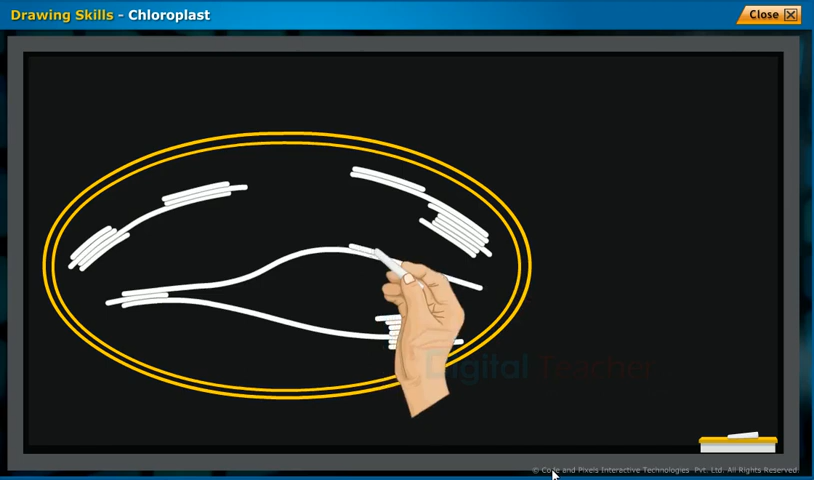 Drawing Skills - Chloroplast
Close
Digital Teacher
© Code and Pixels Interactive Technologies Pvt. Ltd. All Rights Reserved